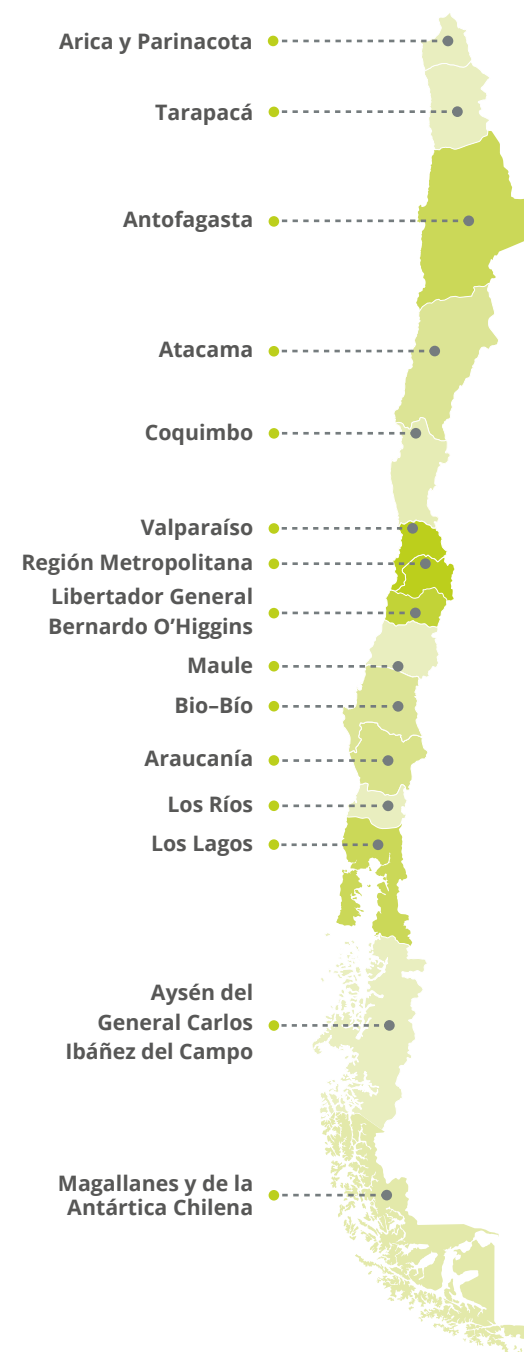 Arica y Parinacota
Tarapacá
Antofagasta
Atacama
Coquimbo
Valparaíso
Región Metropolitana
Libertador General
Bernardo O’Higgins
Maule
Bio–Bío
Araucanía
Los Ríos
Los Lagos
Aysén del
General Carlos
Ibáñez del Campo
Magallanes y de la
Antártica Chilena